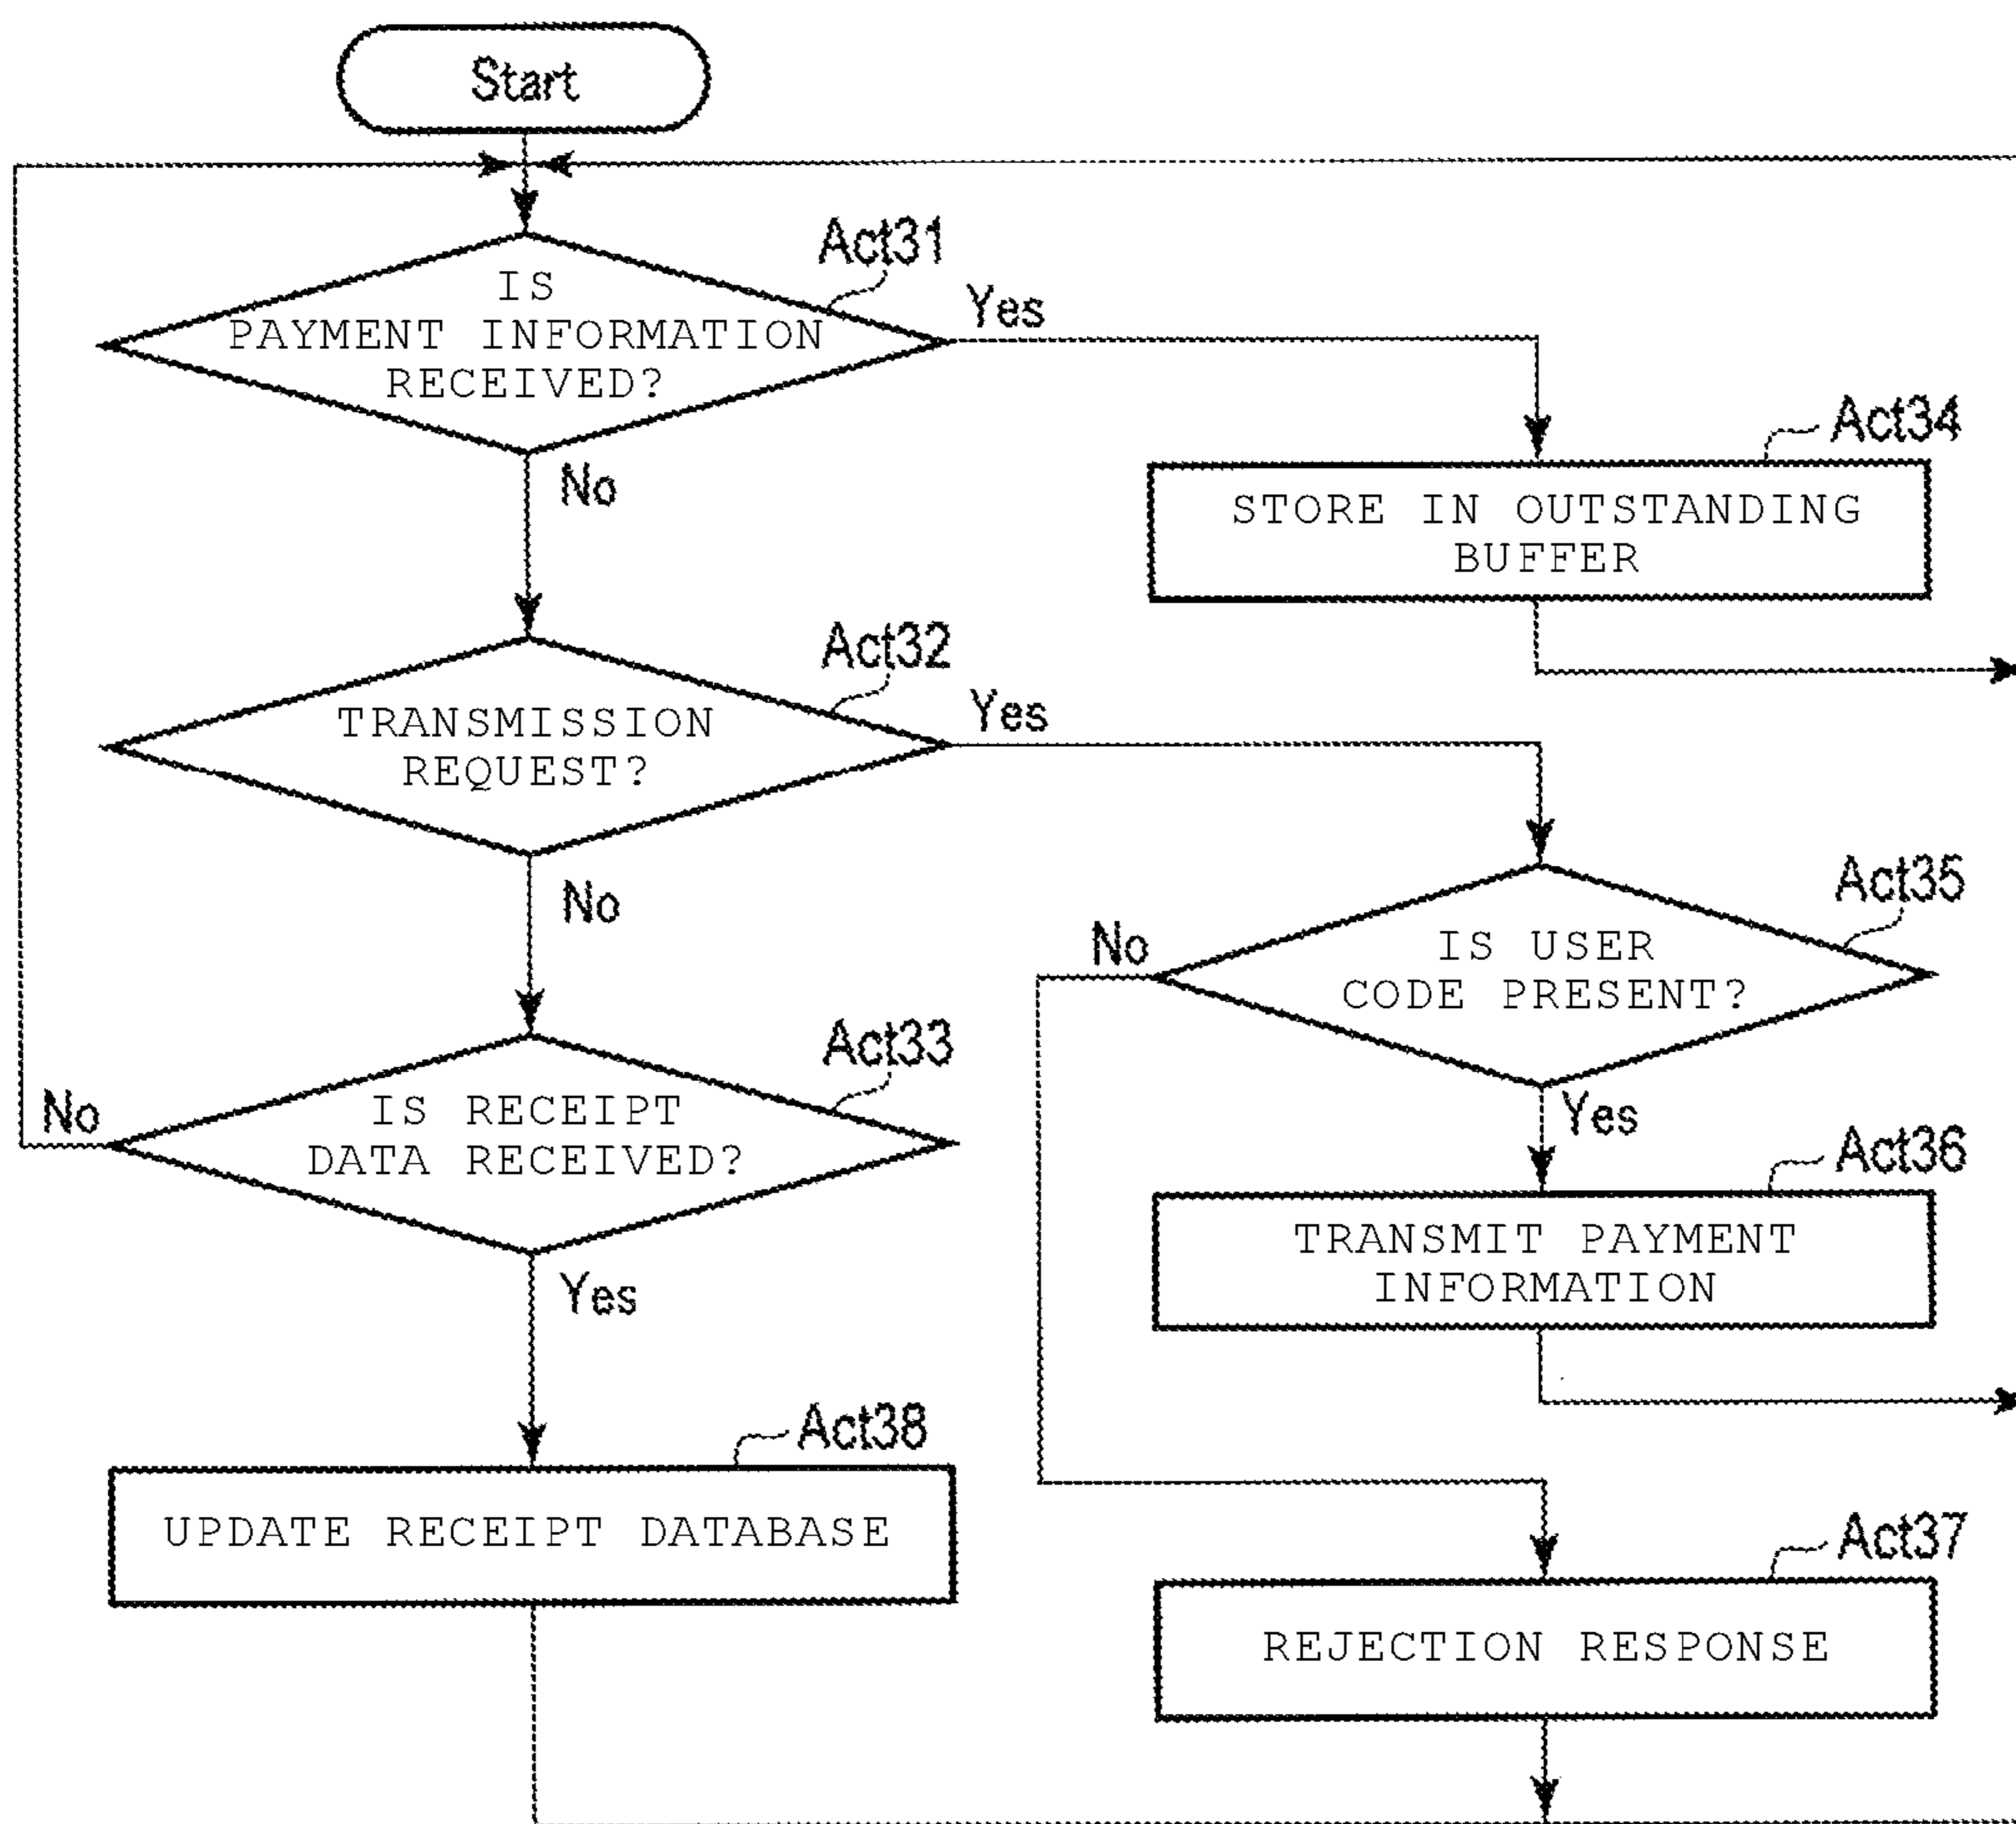 Start
Act31
IS
PAYMENT INFORMATION
RECEIVED?
Yes
No
Act34
STORE IN OUTSTANDING
BUFFER
Act32
TRANSMISSION
REQUEST?
Yes
No
Act35
IS USER
CODE PRESENT?
No
Yes
Act33
IS RECEIPT
DATA RECEIVED?
No
Yes
Act36
TRANSMIT PAYMENT
INFORMATION
Act38
UPDATE RECEIPT DATABASE
Act37
REJECTION RESPONSE